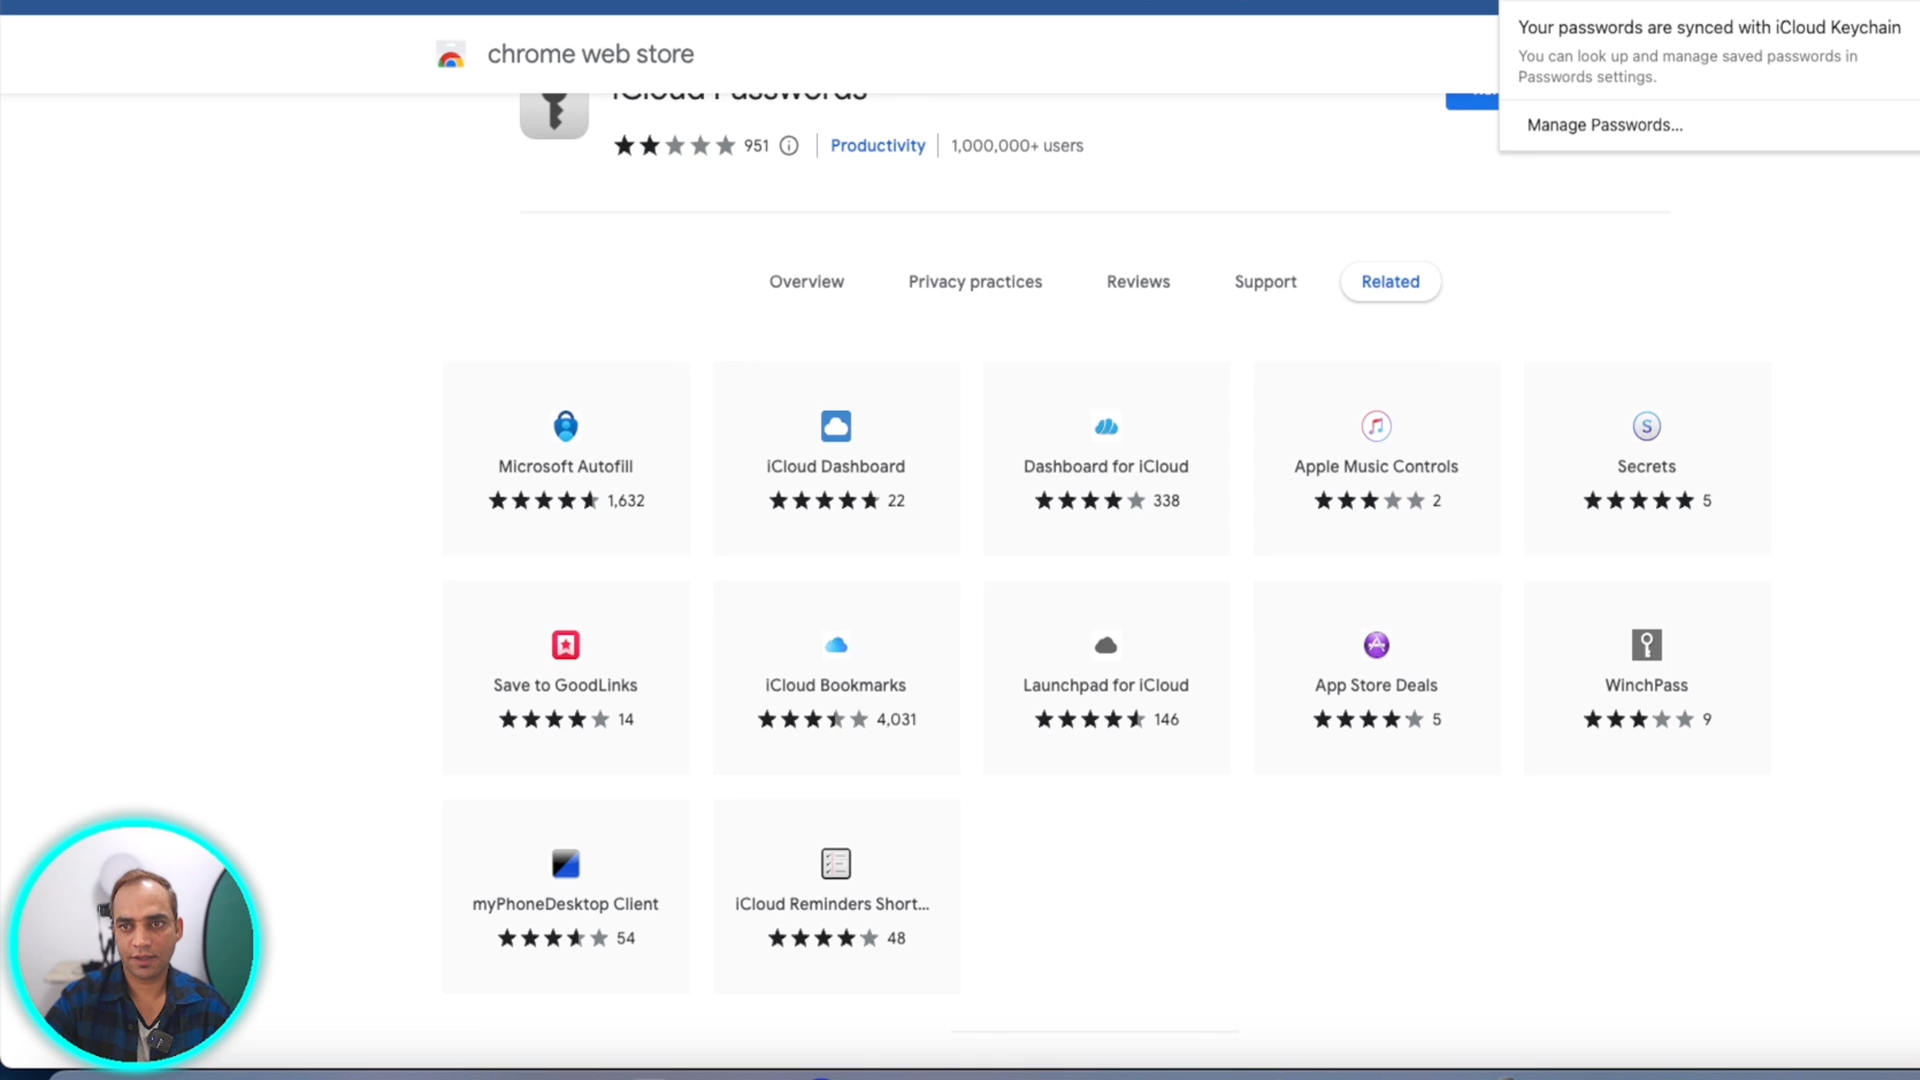 Your passwords are synced with iCloud Keychain
You can look up and manage saved passwords in
Passwords settings.
Manage Passwords...
chrome web store
iCloud Passwords
951
Productivity
1,000,000+ users
Overview
Privacy practices
Reviews
Support
Related
Microsoft Autofill
1,632
iCloud Dashboard
22
Dashboard for iCloud
338
Apple Music Controls
2
S
Secrets
5
Save to GoodLinks
14
iCloud Bookmarks
4,031
Launchpad for iCloud
146
App Store Deals
5
WinchPass
9
myPhoneDesktop Client
54
iCloud Reminders Short...
48